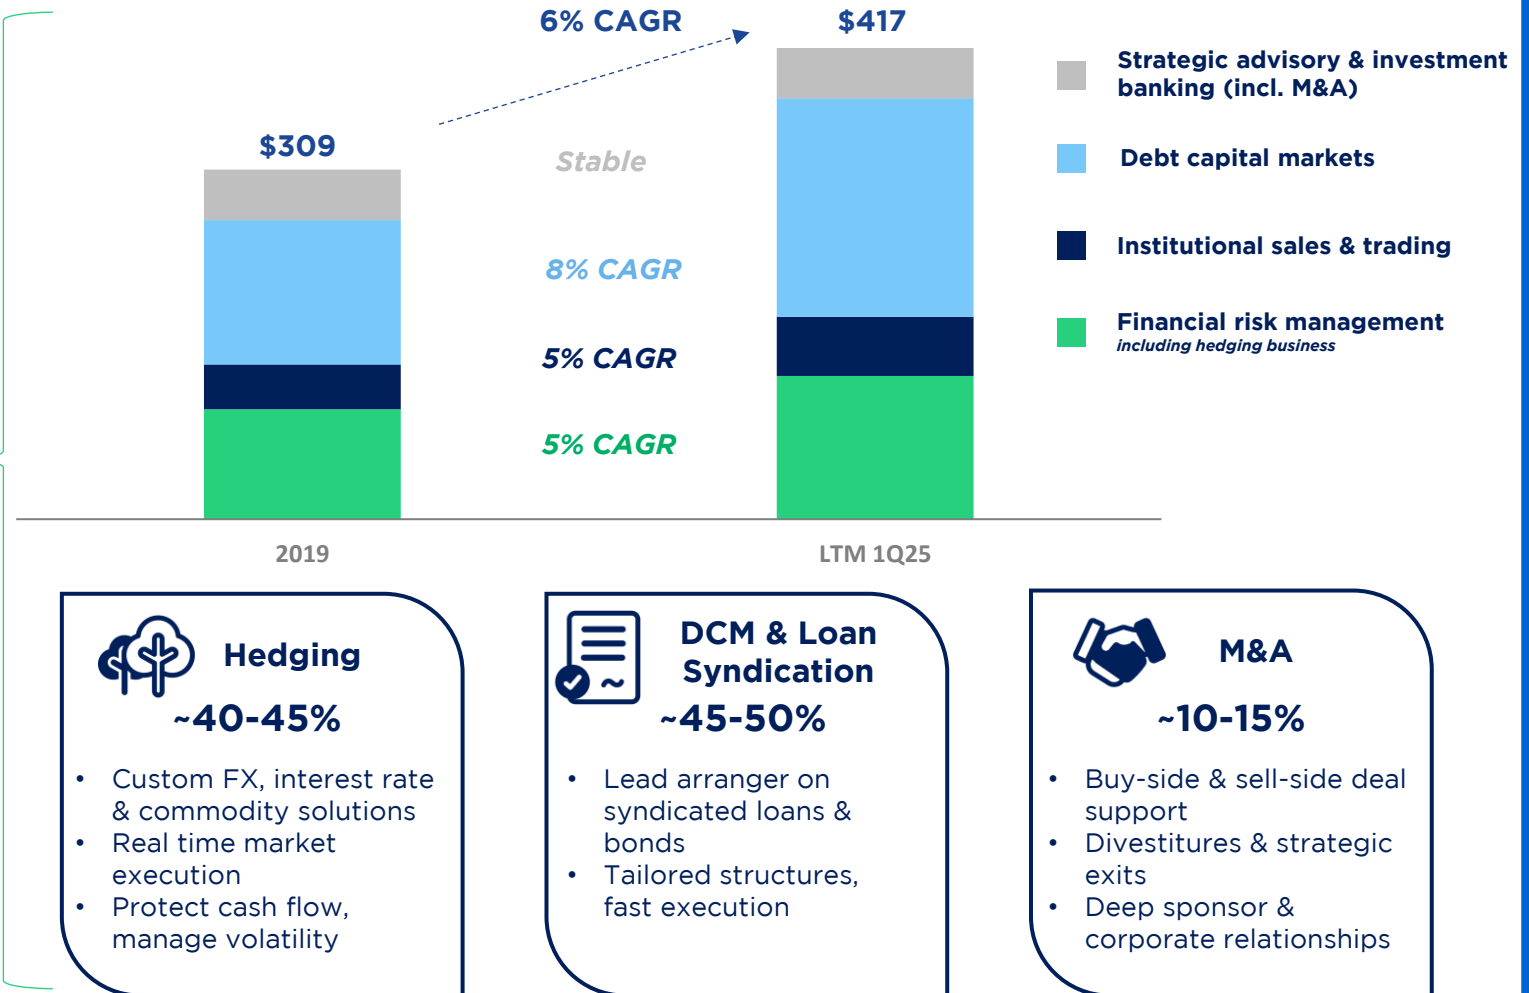 6% CAGR
$417
$309
Stable
8% CAGR
5% CAGR
5% CAGR
2019
LTM 1Q25
Strategic advisory & investment
banking (incl. M&A)
Debt capital markets
Institutional sales & trading
Financial risk management
including hedging business
Hedging
~40-45%
• Custom FX, interest rate
& commodity solutions
• Real time market
execution
• Protect cash flow,
manage volatility
DCM & Loan
Syndication
~45-50%
• Lead arranger on
syndicated loans &
bonds
• Tailored structures,
fast execution
M&A
~10-15%
• Buy-side & sell-side deal
support
• Divestitures & strategic
exits
• Deep sponsor &
corporate relationships